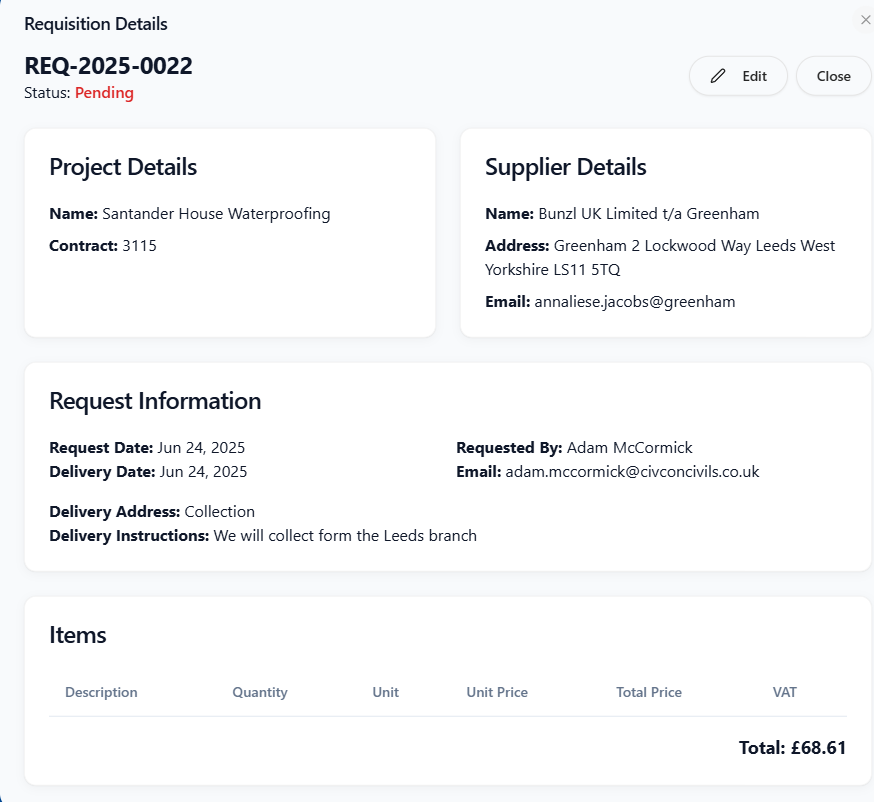 Requisition Details
REQ-2025-0022
Status: Pending
Edit
Close
Project Details
Name: Santander House Waterproofing
Contract: 3115
Supplier Details
Name: Bunzl UK Limited t/a Greenham
Address: Greenham 2 Lockwood Way Leeds West
Yorkshire LS11 5TQ
Email: annaliese.jacobs@greenham
Request Information
Request Date: Jun 24, 2025
Delivery Date: Jun 24, 2025
Requested By: Adam McCormick
Email: adam.mccormick@civconcivils.co.uk
Delivery Address: Collection
Delivery Instructions: We will collect form the Leeds branch
Items
Description Quantity Unit Unit Price Total Price VAT
Total: £68.61